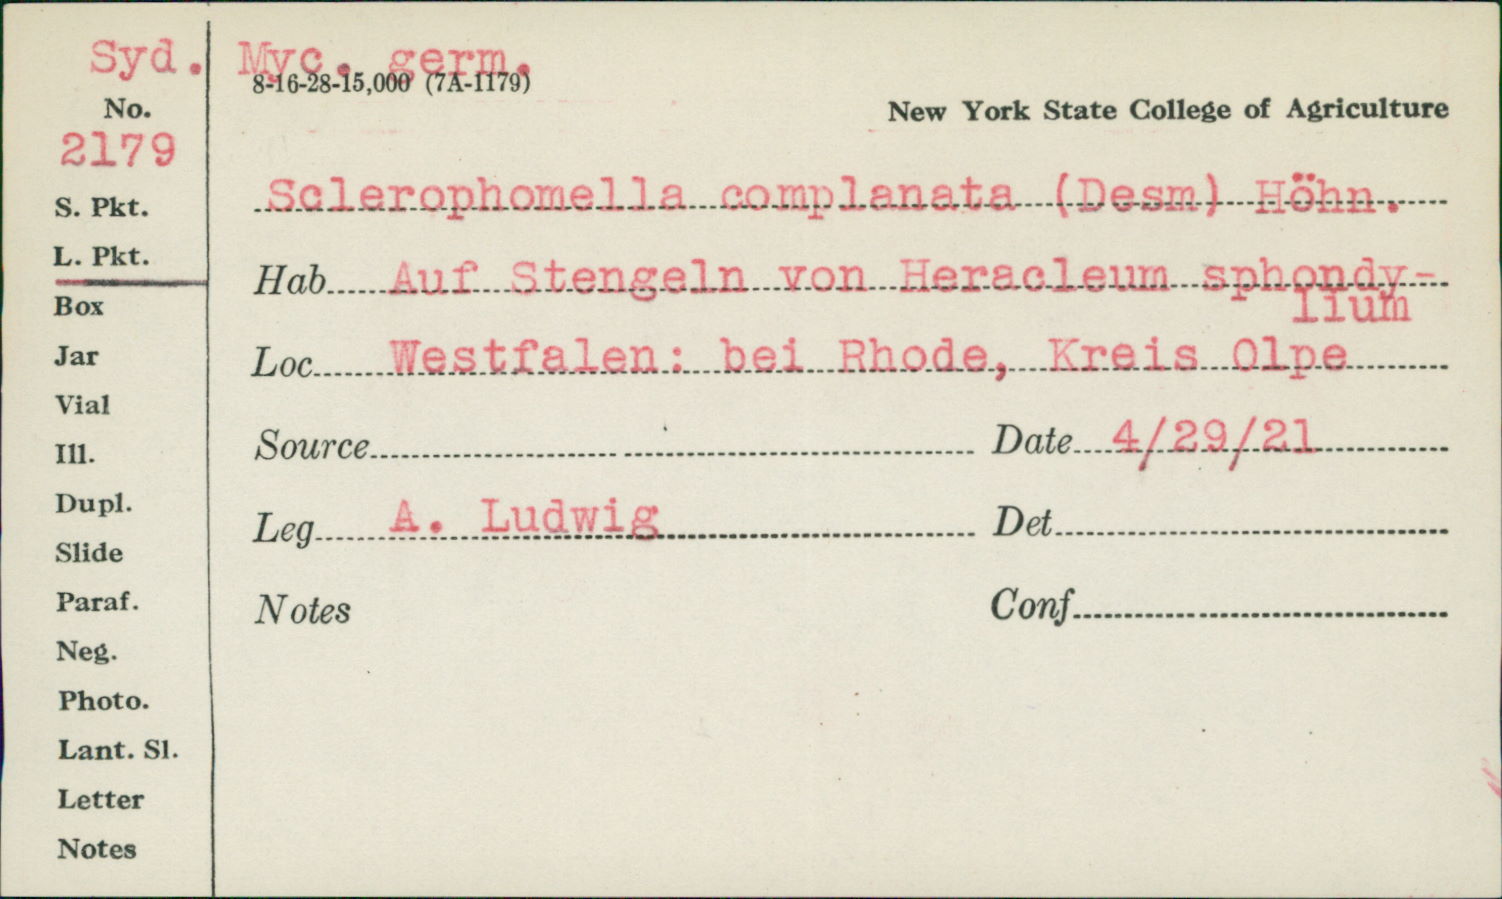 Syd. Myc. germ.
8-16-28-15,000 (7A-1179)
No.
New York State College of Agriculture
2179
Sclerophomella complanata (Desm) Höhn.
S. Pkt.
L. Pkt.
Hab. Auf Stengeln von Heracleum sphondy-
lium
Box
Jar
Loc. Westfalen: bei Rhode, Kreis Olpe
Vial
Ill.
Source Date 4/29/21
Dupl.
Leg. A. Ludwig Det.
Slide
Paraf.
Notes Conf.
Neg.
Photo.
Lant. Sl.
Letter
Notes